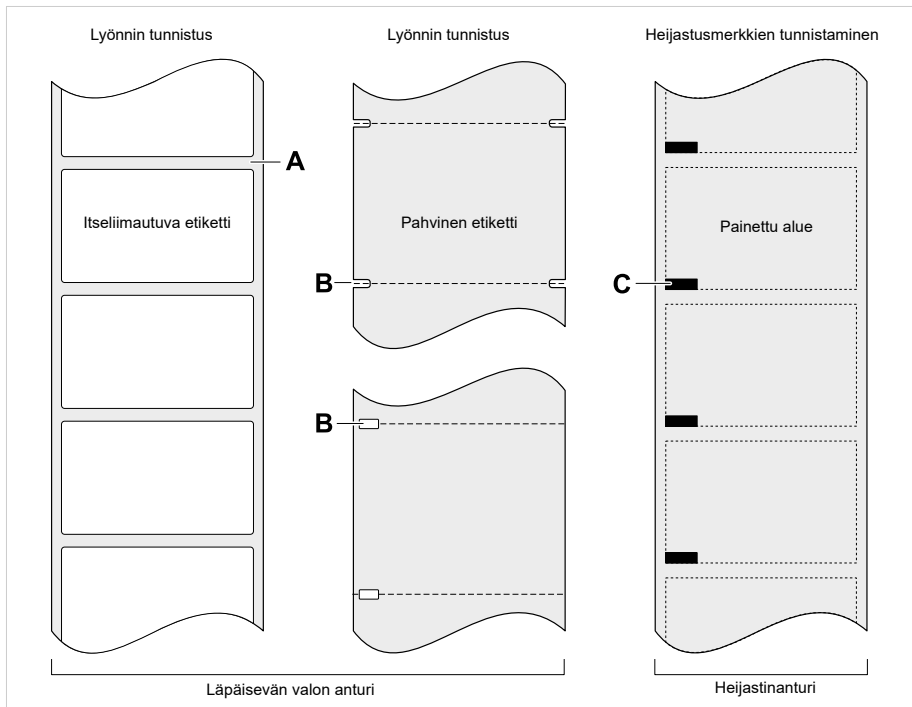 Lyönnin tunnistus
Lyönnin tunnistus
Heijastusmerkkien tunnistaminen
A
Itseliimautuva etiketti
Pahvinen etiketti
Painettu alue
B
C
B
Läpäisevän valon anturi
Heijastinanturi